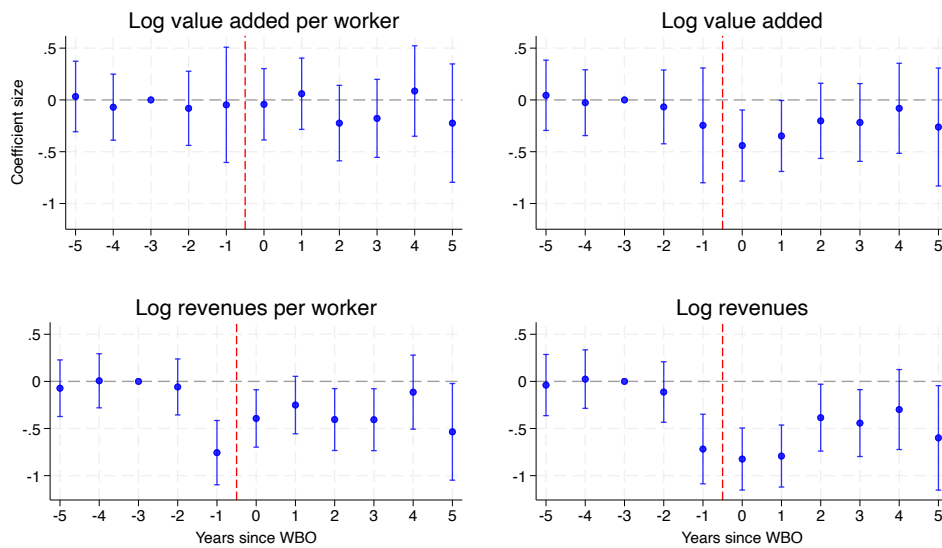 Log value added per worker
Log value added
Coefficient size
.5
0
-.5
-1
-5 -4 -3 -2 -1 0 1 2 3 4 5
.5
0
-.5
-1
-5 -4 -3 -2 -1 0 1 2 3 4 5
Log revenues per worker
Log revenues
.5
0
-.5
-1
-5 -4 -3 -2 -1 0 1 2 3 4 5
Years since WBO
.5
0
-.5
-1
-5 -4 -3 -2 -1 0 1 2 3 4 5
Years since WBO